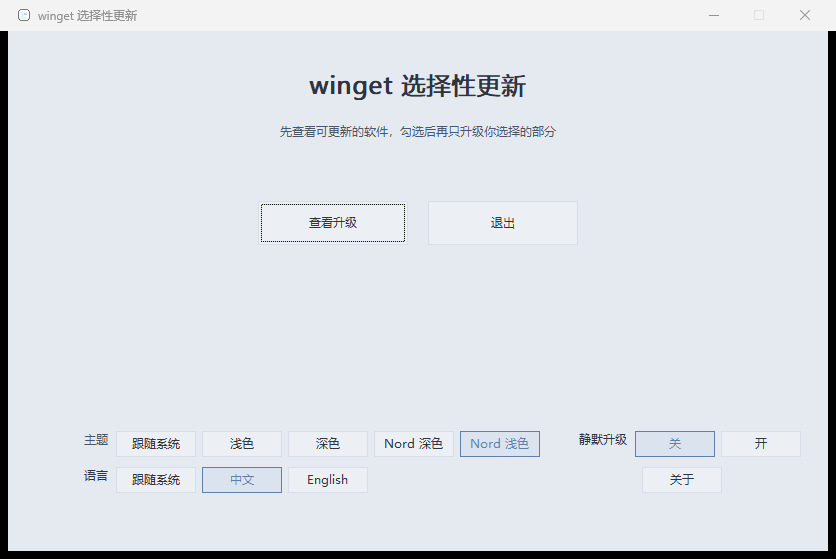 winget 选择性更新
winget 选择性更新
先查看可更新的软件，勾选后再只升级你选择的部分
查看升级 退出
主题 跟随系统 浅色 深色 Nord 深色 Nord 浅色 静默升级 关 开
语言 跟随系统 中文 English 关于